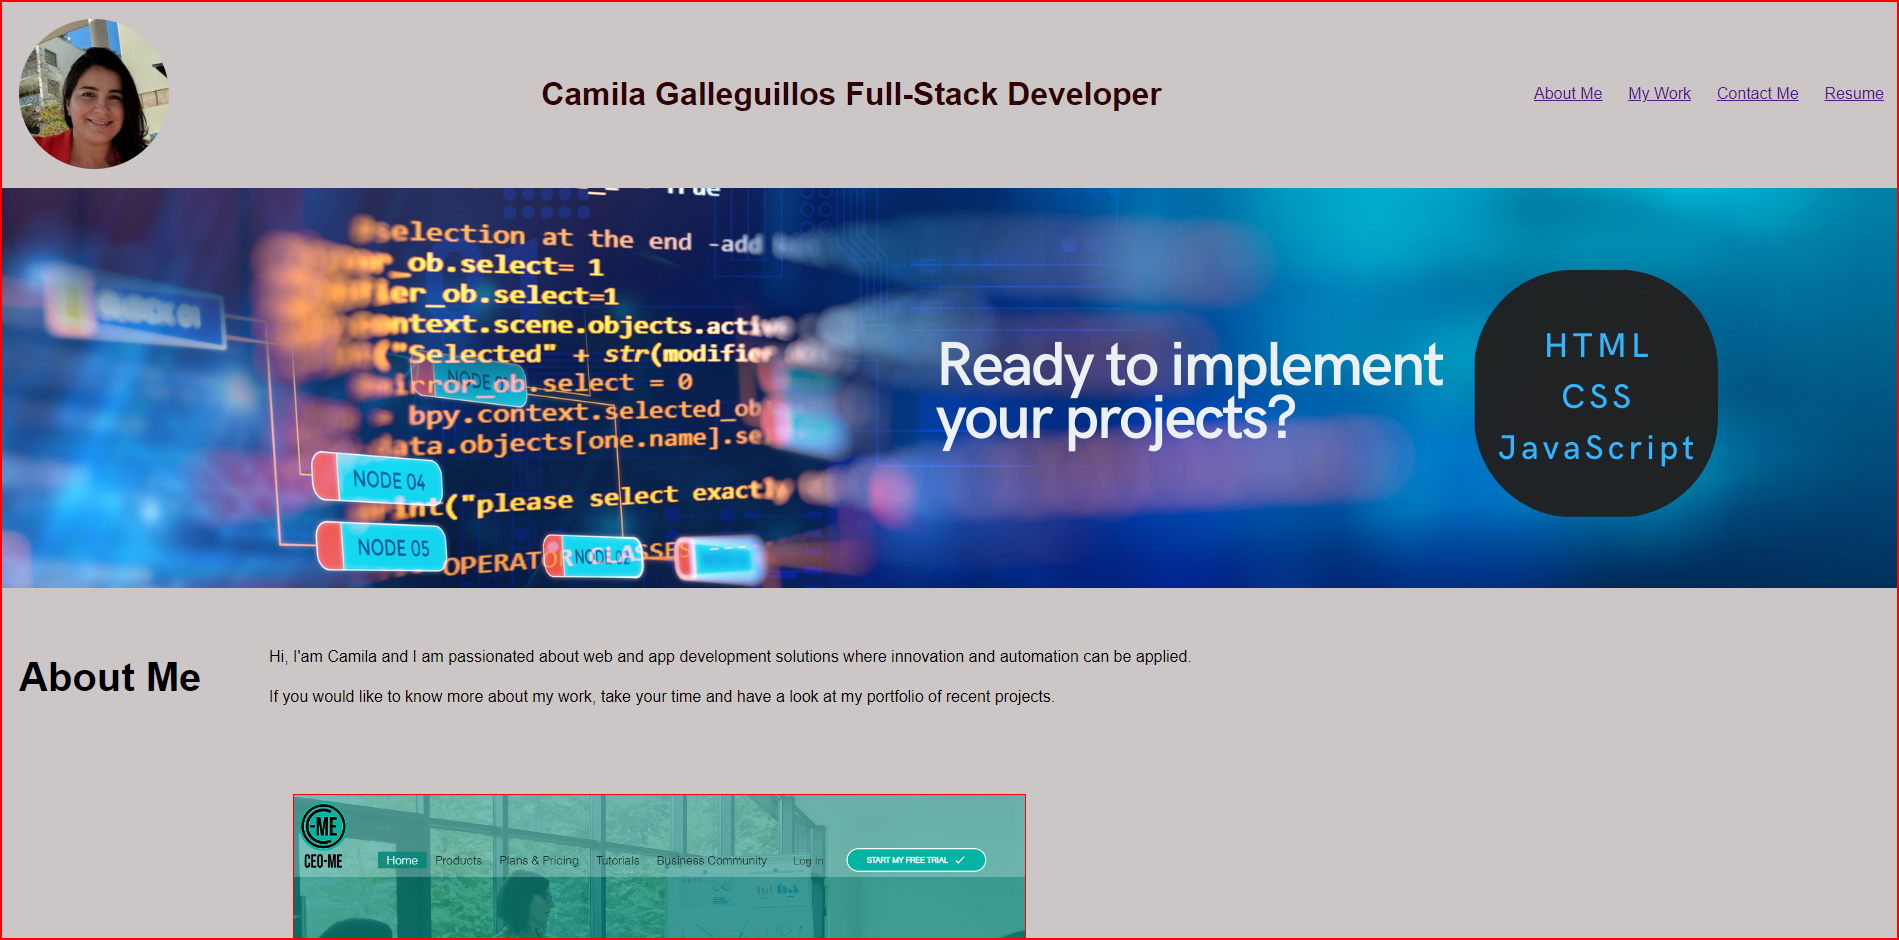 Camila Galleguillos Full-Stack Developer
About Me My Work Contact Me Resume
True
selection at the end -add
_ob.select= 1
ier_ob.select=1
ntext.scene.objects.activ
("Selected" + str(modifier
irror_ob.select = 0
= bpy.context.selected_ob
ata.objects[one.name].se
int("please select exactly
OPERATOR CLASSES
NODE 04
NODE 05
NODE 02
Ready to implement
your projects?
HTML
CSS
JavaScript
About Me
Hi, I'am Camila and I am passionated about web and app development solutions where innovation and automation can be applied.
If you would like to know more about my work, take your time and have a look at my portfolio of recent projects.
C-ME
CEO-ME
Home Products Plans & Pricing Tutorials Business Community Log In START MY FREE TRIAL